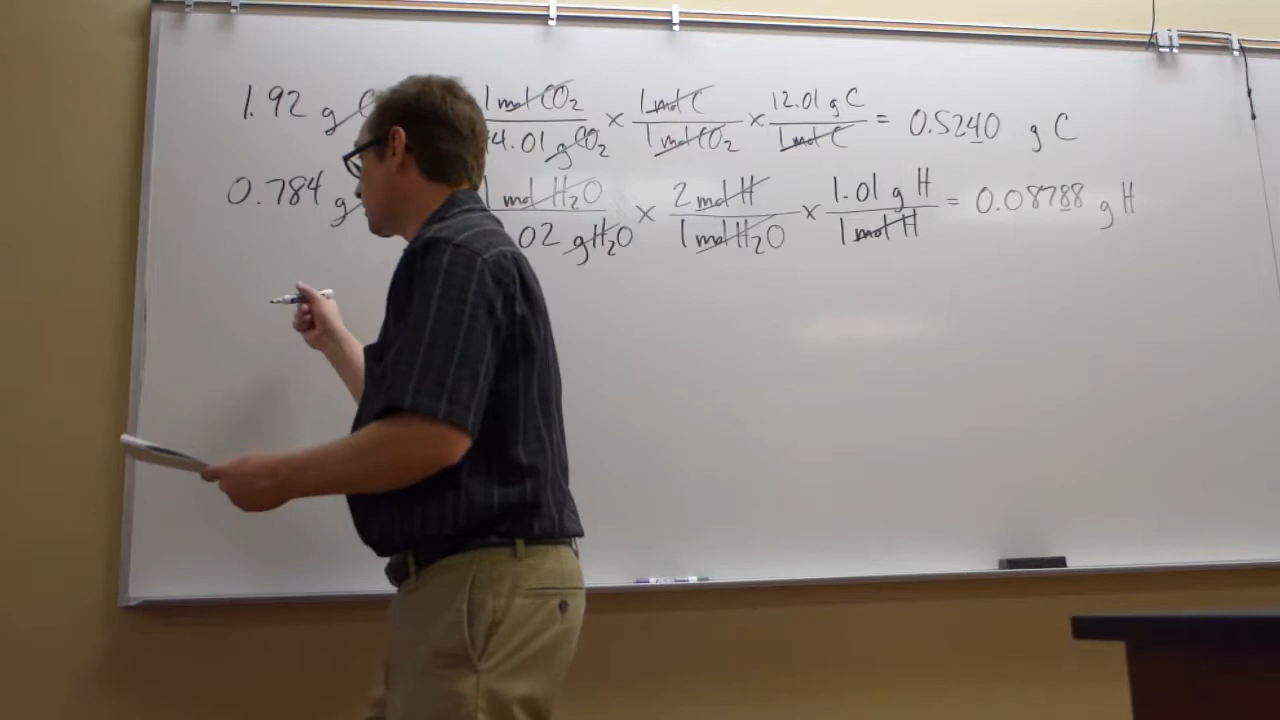 1.92 g 1 mol CO₂ / 4.01 g CO₂ × 1 mol C / 1 mol CO₂ × 12.01 g C / 1 mol C = 0.5240 g C
0.784 g 1 mol H₂O / 02 g H₂O × 2 mol H / 1 mol H₂O × 1.01 g H / 1 mol H = 0.08788 g H